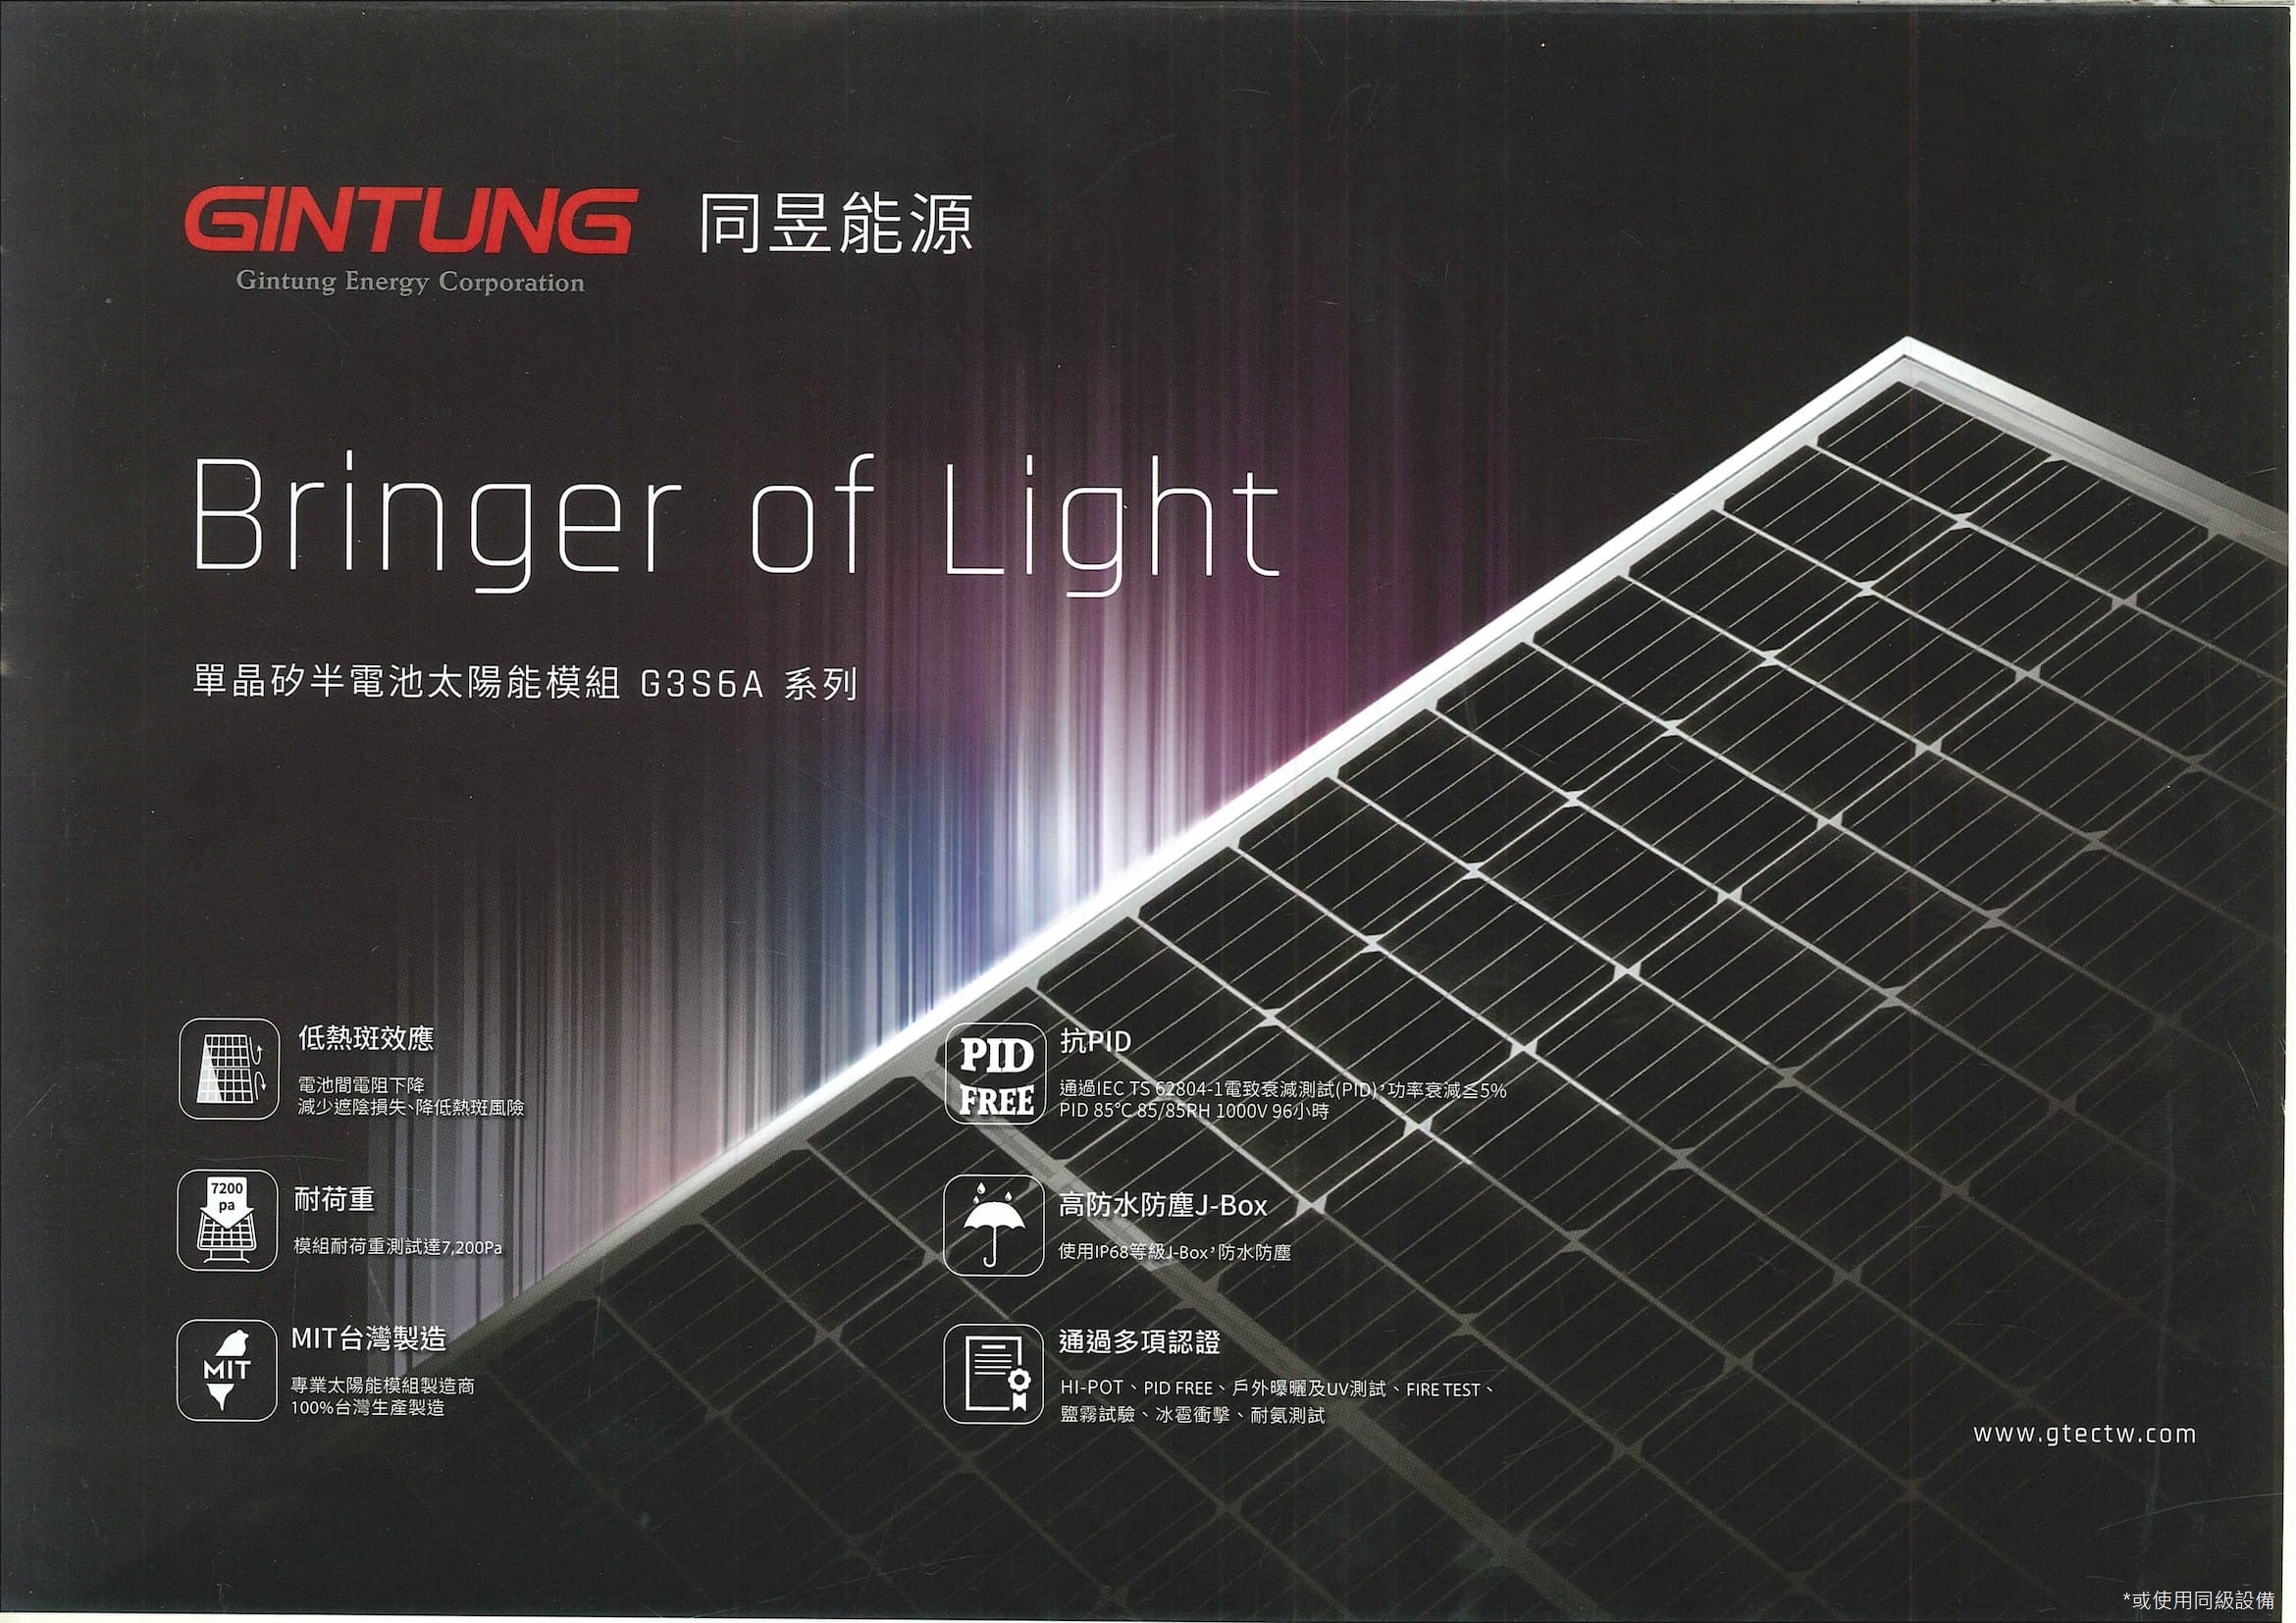 GINTUNG 同昱能源
Gintung Energy Corporation
Bringer of Light
單晶矽半電池太陽能模組 G3S6A 系列
低熱斑效應
電池間電阻下降
減少遮陰損失、降低熱斑風險
7200
pa
耐荷重
模組耐荷重測試達7,200Pa
MIT
MIT台灣製造
專業太陽能模組製造商
100%台灣生產製造
PID
FREE
抗PID
通過IEC TS 62804-1電致衰減測試(PID),功率衰減≦5%
PID 85°C 85/85RH 1000V 96小時
高防水防塵J-Box
使用IP68等級J-Box,防水防塵
通過多項認證
HI-POT、PID FREE、戶外曝曬及UV測試、FIRE TEST、
鹽霧試驗、冰雹衝擊、耐氨測試
www.gtectw.com
*或使用同級設備